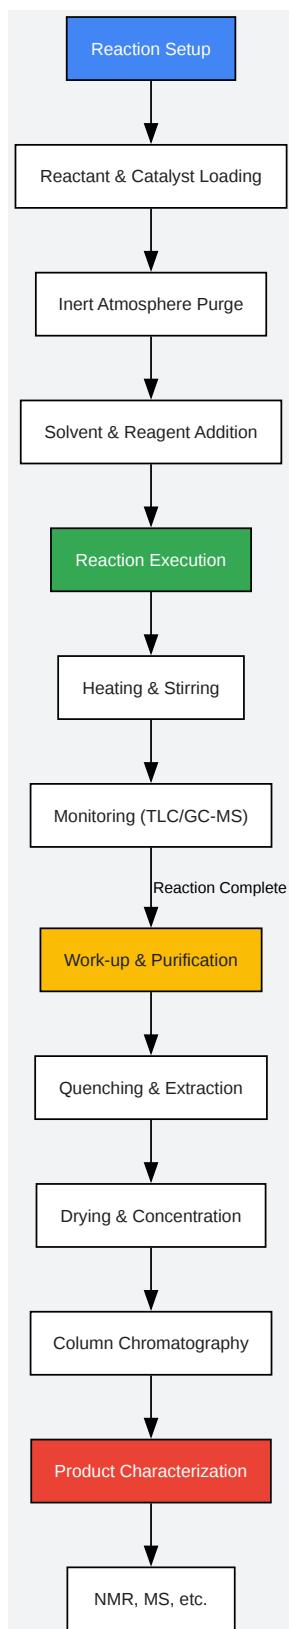 Reaction Setup
Reactant & Catalyst Loading
Inert Atmosphere Purge
Solvent & Reagent Addition
Reaction Execution
Heating & Stirring
Monitoring (TLC/GC-MS)
Reaction Complete
Work-up & Purification
Quenching & Extraction
Drying & Concentration
Column Chromatography
Product Characterization
NMR, MS, etc.